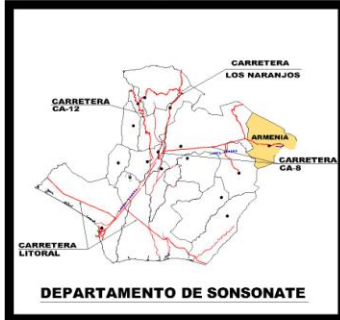 CARRETERA
LOS NARANJOS
CARRETERA
CA-12
ARMENIA
CARRETERA
CA-8
CARRETERA
LITORAL
DEPARTAMENTO DE SONSONATE